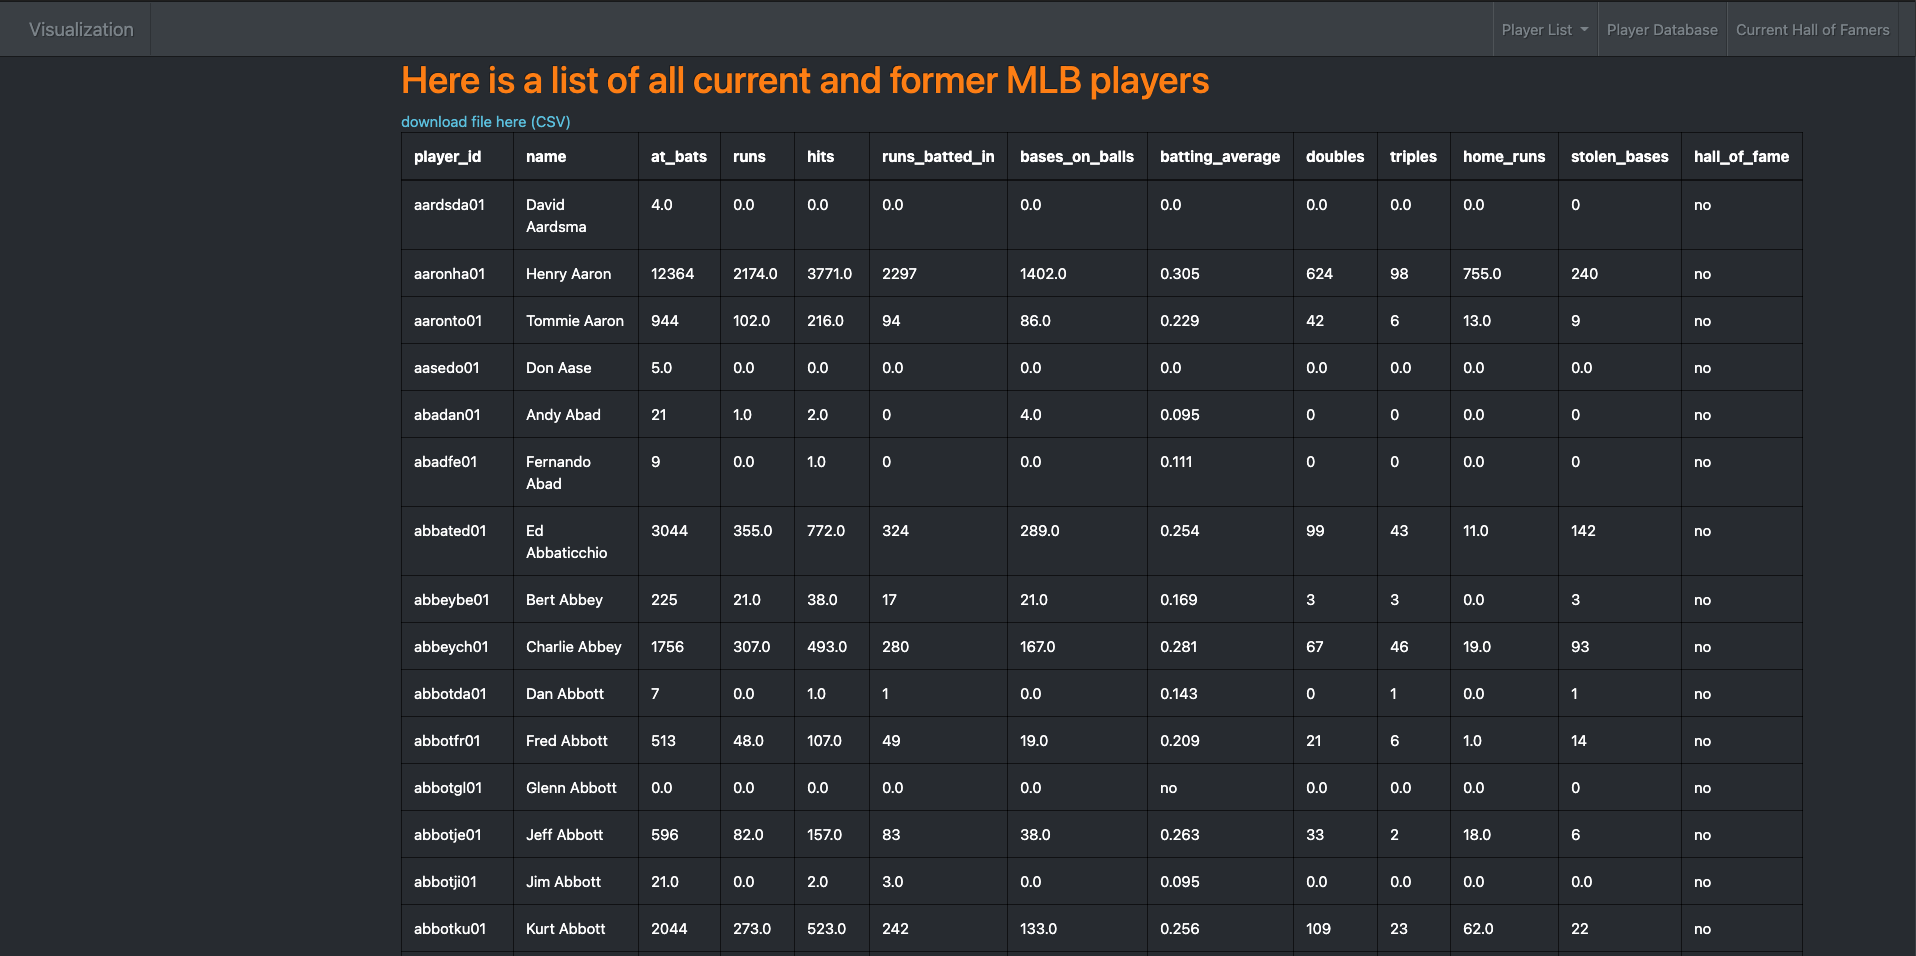 Visualization Player List Player Database Current Hall of Famers
Here is a list of all current and former MLB players
download file here (CSV)
player_id name at_bats runs hits runs_batted_in bases_on_balls batting_average doubles triples home_runs stolen_bases hall_of_fame
aardsda01 David 4.0 0.0 0.0 0.0 0.0 0.0 0.0 0.0 0.0 0 no
Aardsma
aaronha01 Henry Aaron 12364 2174.0 3771.0 2297 1402.0 0.305 624 98 755.0 240 no
aaronto01 Tommie Aaron 944 102.0 216.0 94 86.0 0.229 42 6 13.0 9 no
aasedo01 Don Aase 5.0 0.0 0.0 0.0 0.0 0.0 0.0 0.0 0.0 0.0 no
abadan01 Andy Abad 21 1.0 2.0 0 4.0 0.095 0 0 0.0 0 no
abadfe01 Fernando 9 0.0 1.0 0 0.0 0.111 0 0 0.0 0 no
Abad
abbated01 Ed 3044 355.0 772.0 324 289.0 0.254 99 43 11.0 142 no
Abbaticchio
abbeybe01 Bert Abbey 225 21.0 38.0 17 21.0 0.169 3 3 0.0 3 no
abbeych01 Charlie Abbey 1756 307.0 493.0 280 167.0 0.281 67 46 19.0 93 no
abbotda01 Dan Abbott 7 0.0 1.0 1 0.0 0.143 0 1 0.0 1 no
abbotfr01 Fred Abbott 513 48.0 107.0 49 19.0 0.209 21 6 1.0 14 no
abbotgl01 Glenn Abbott 0.0 0.0 0.0 0.0 0.0 no 0.0 0.0 0.0 0 no
abbotje01 Jeff Abbott 596 82.0 157.0 83 38.0 0.263 33 2 18.0 6 no
abbotji01 Jim Abbott 21.0 0.0 2.0 3.0 0.0 0.095 0.0 0.0 0.0 0.0 no
abbotku01 Kurt Abbott 2044 273.0 523.0 242 133.0 0.256 109 23 62.0 22 no